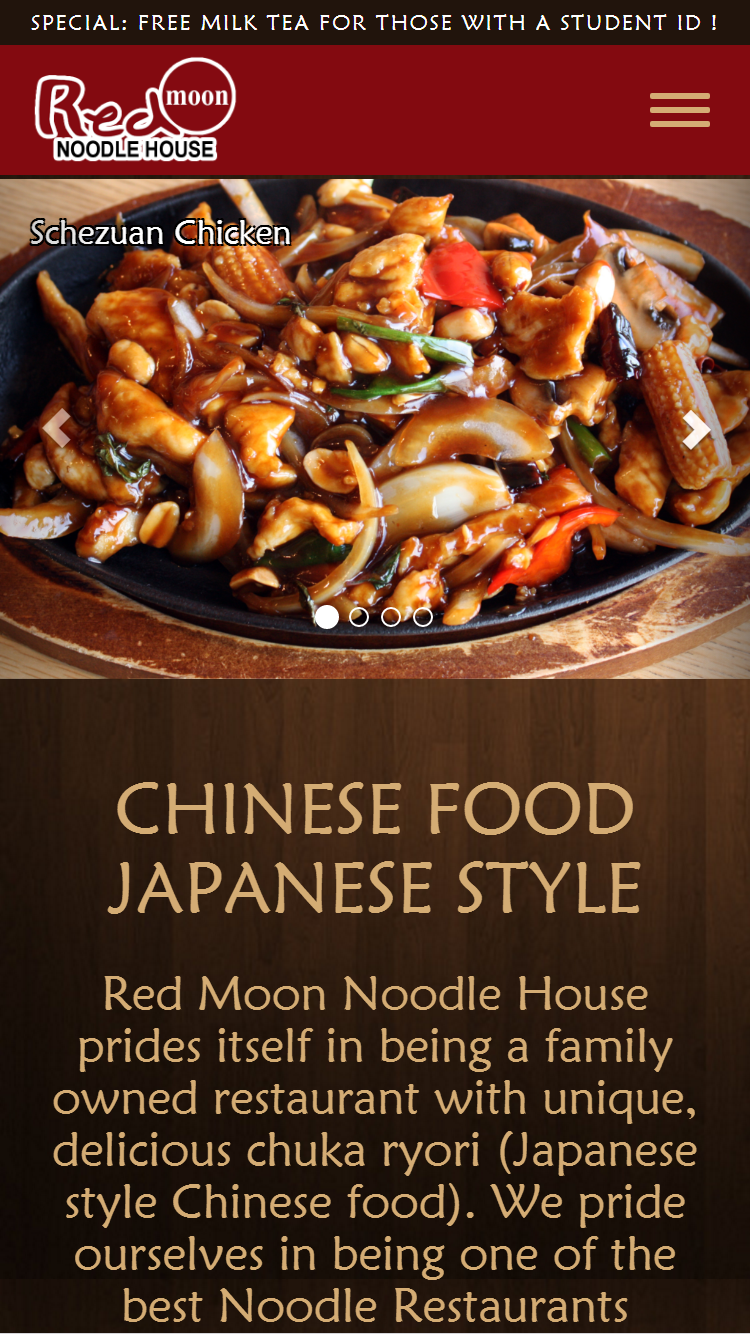 SPECIAL: FREE MILK TEA FOR THOSE WITH A STUDENT ID !
Red moon
NOODLE HOUSE
Schezuan Chicken
CHINESE FOOD
JAPANESE STYLE
Red Moon Noodle House
prides itself in being a family
owned restaurant with unique,
delicious chuka ryori (Japanese
style Chinese food). We pride
ourselves in being one of the
best Noodle Restaurants